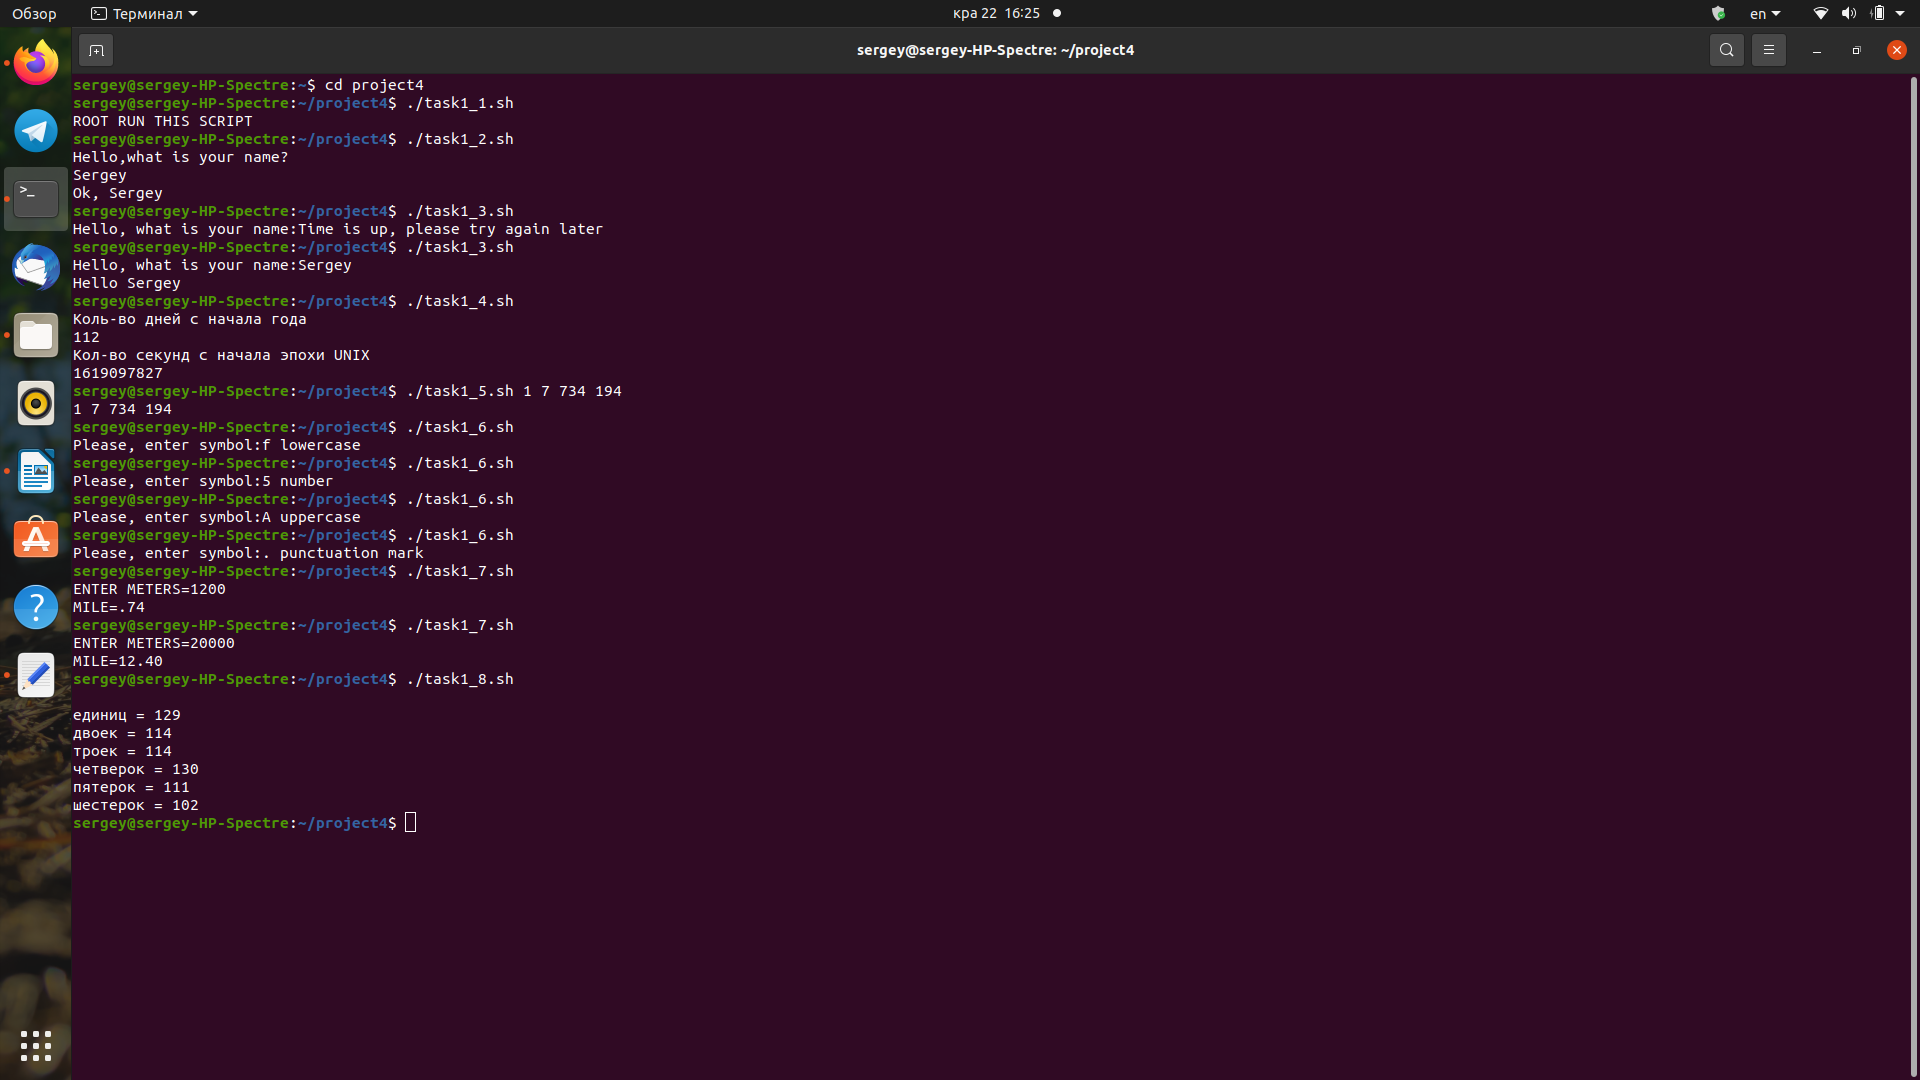 Обзор
Терминал
кра 22 16:25
en
sergey@sergey-HP-Spectre: ~/project4
sergey@sergey-HP-Spectre:~$ cd project4
sergey@sergey-HP-Spectre:~/project4$ ./task1_1.sh
ROOT RUN THIS SCRIPT
sergey@sergey-HP-Spectre:~/project4$ ./task1_2.sh
Hello,what is your name?
Sergey
Ok, Sergey
sergey@sergey-HP-Spectre:~/project4$ ./task1_3.sh
Hello, what is your name:Time is up, please try again later
sergey@sergey-HP-Spectre:~/project4$ ./task1_3.sh
Hello, what is your name:Sergey
Hello Sergey
sergey@sergey-HP-Spectre:~/project4$ ./task1_4.sh
Коль-во дней с начала года
112
Кол-во секунд с начала эпохи UNIX
1619097827
sergey@sergey-HP-Spectre:~/project4$ ./task1_5.sh 1 7 734 194
1 7 734 194
sergey@sergey-HP-Spectre:~/project4$ ./task1_6.sh
Please, enter symbol:f lowercase
sergey@sergey-HP-Spectre:~/project4$ ./task1_6.sh
Please, enter symbol:5 number
sergey@sergey-HP-Spectre:~/project4$ ./task1_6.sh
Please, enter symbol:A uppercase
sergey@sergey-HP-Spectre:~/project4$ ./task1_6.sh
Please, enter symbol:. punctuation mark
sergey@sergey-HP-Spectre:~/project4$ ./task1_7.sh
ENTER METERS=1200
MILE=.74
sergey@sergey-HP-Spectre:~/project4$ ./task1_7.sh
ENTER METERS=20000
MILE=12.40
sergey@sergey-HP-Spectre:~/project4$ ./task1_8.sh
единиц = 129
двоек = 114
троек = 114
четверок = 130
пятерок = 111
шестерок = 102
sergey@sergey-HP-Spectre:~/project4$